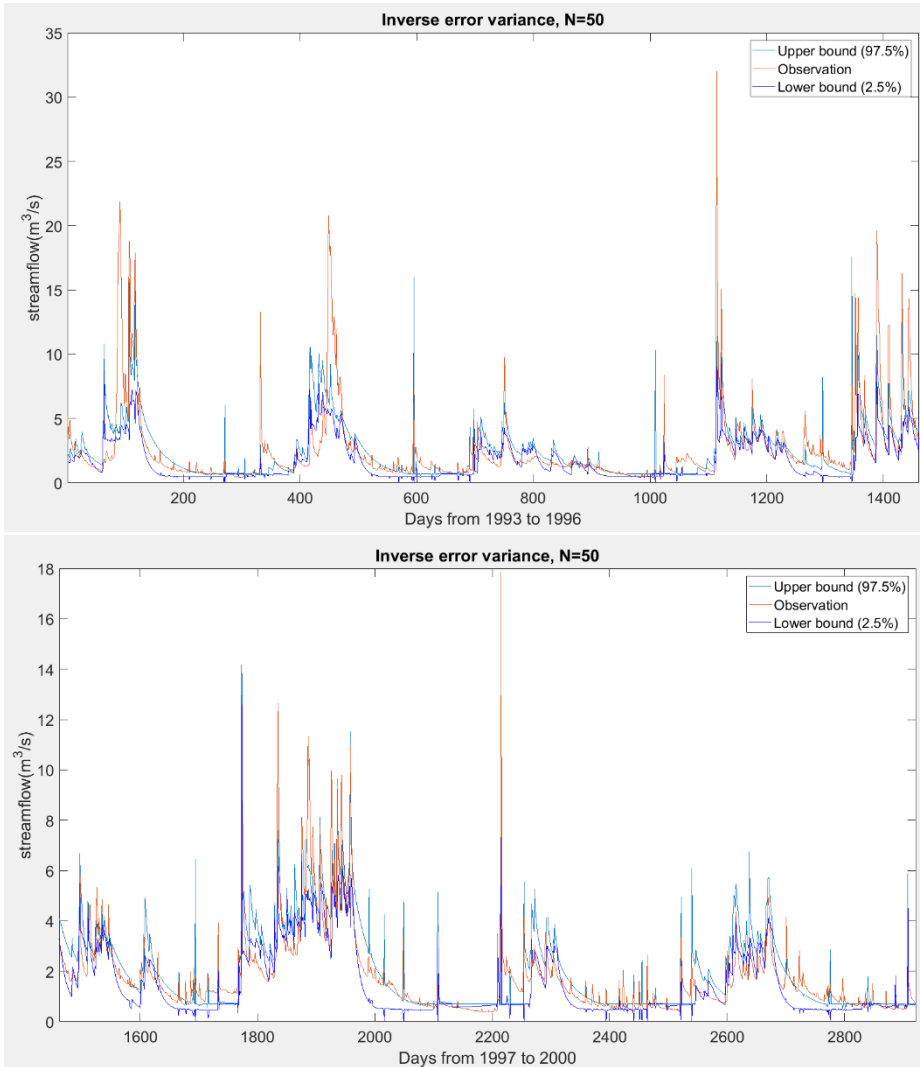 Inverse error variance, N=50
35
30
25
20
15
10
5
0
streamflow(m³/s)
Upper bound (97.5%)
Observation
Lower bound (2.5%)
200 400 600 800 1000 1200 1400
Days from 1993 to 1996
Inverse error variance, N=50
18
16
14
12
10
8
6
4
2
0
streamflow(m³/s)
Upper bound (97.5%)
Observation
Lower bound (2.5%)
1600 1800 2000 2200 2400 2600 2800
Days from 1997 to 2000